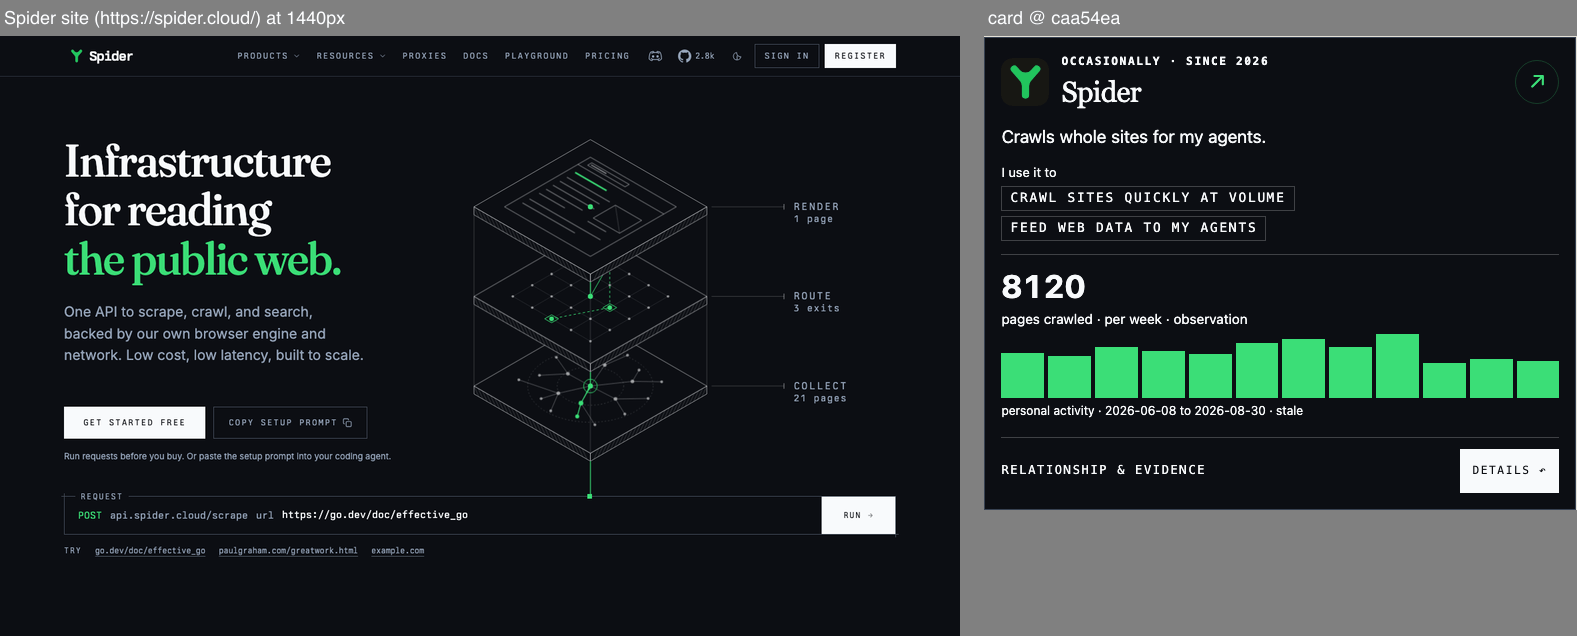 Spider site (https://spider.cloud/) at 1440px
Spider
PRODUCTS RESOURCES PROXIES DOCS PLAYGROUND PRICING 2.8k SIGN IN REGISTER
Infrastructure
for reading
the public web.
One API to scrape, crawl, and search,
backed by our own browser engine and
network. Low cost, low latency, built to scale.
GET STARTED FREE
COPY SETUP PROMPT
Run requests before you buy. Or paste the setup prompt into your coding agent.
RENDER
1 page
ROUTE
3 exits
COLLECT
21 pages
REQUEST
POST api.spider.cloud/scrape url https://go.dev/doc/effective_go
RUN →
TRY go.dev/doc/effective_go paulgraham.com/greatwork.html example.com
card @ caa54ea
OCCASIONALLY · SINCE 2026
Spider
Crawls whole sites for my agents.
I use it to
CRAWL SITES QUICKLY AT VOLUME
FEED WEB DATA TO MY AGENTS
8120
pages crawled · per week · observation
personal activity · 2026-06-08 to 2026-08-30 · stale
RELATIONSHIP & EVIDENCE
DETAILS ↶